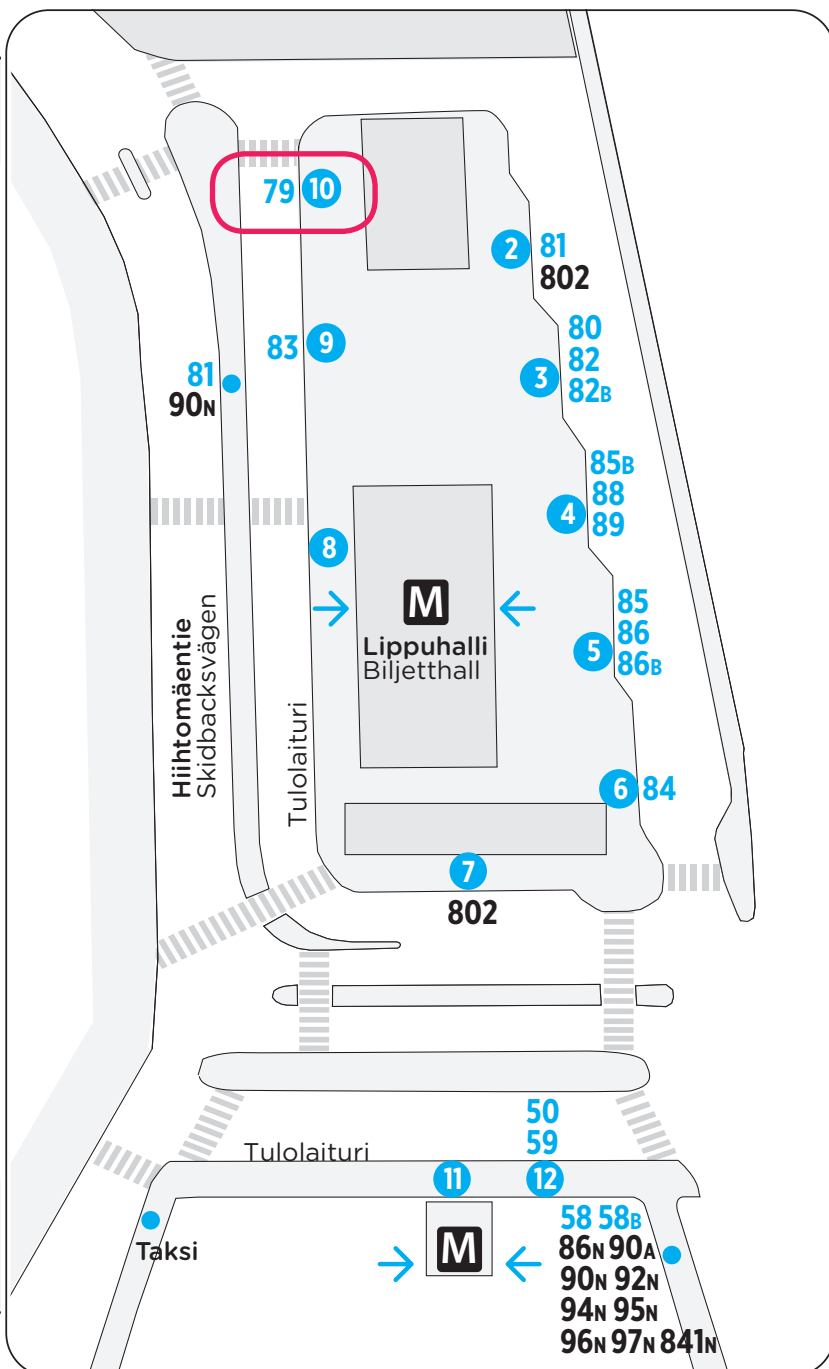 79 10
2 81
802
83 9
80
3 82
82B
81
90N
85B
4 88
89
8
M
Lippuhalli
Biljetthall
85
5 86
86B
Hiihtomäentie
Skidbacksvägen
Tulolaituri
6 84
7
802
50
59
Tulolaituri
11 12
Taksi
M
58 58B
86N 90A
90N 92N
94N 95N
96N 97N 841N